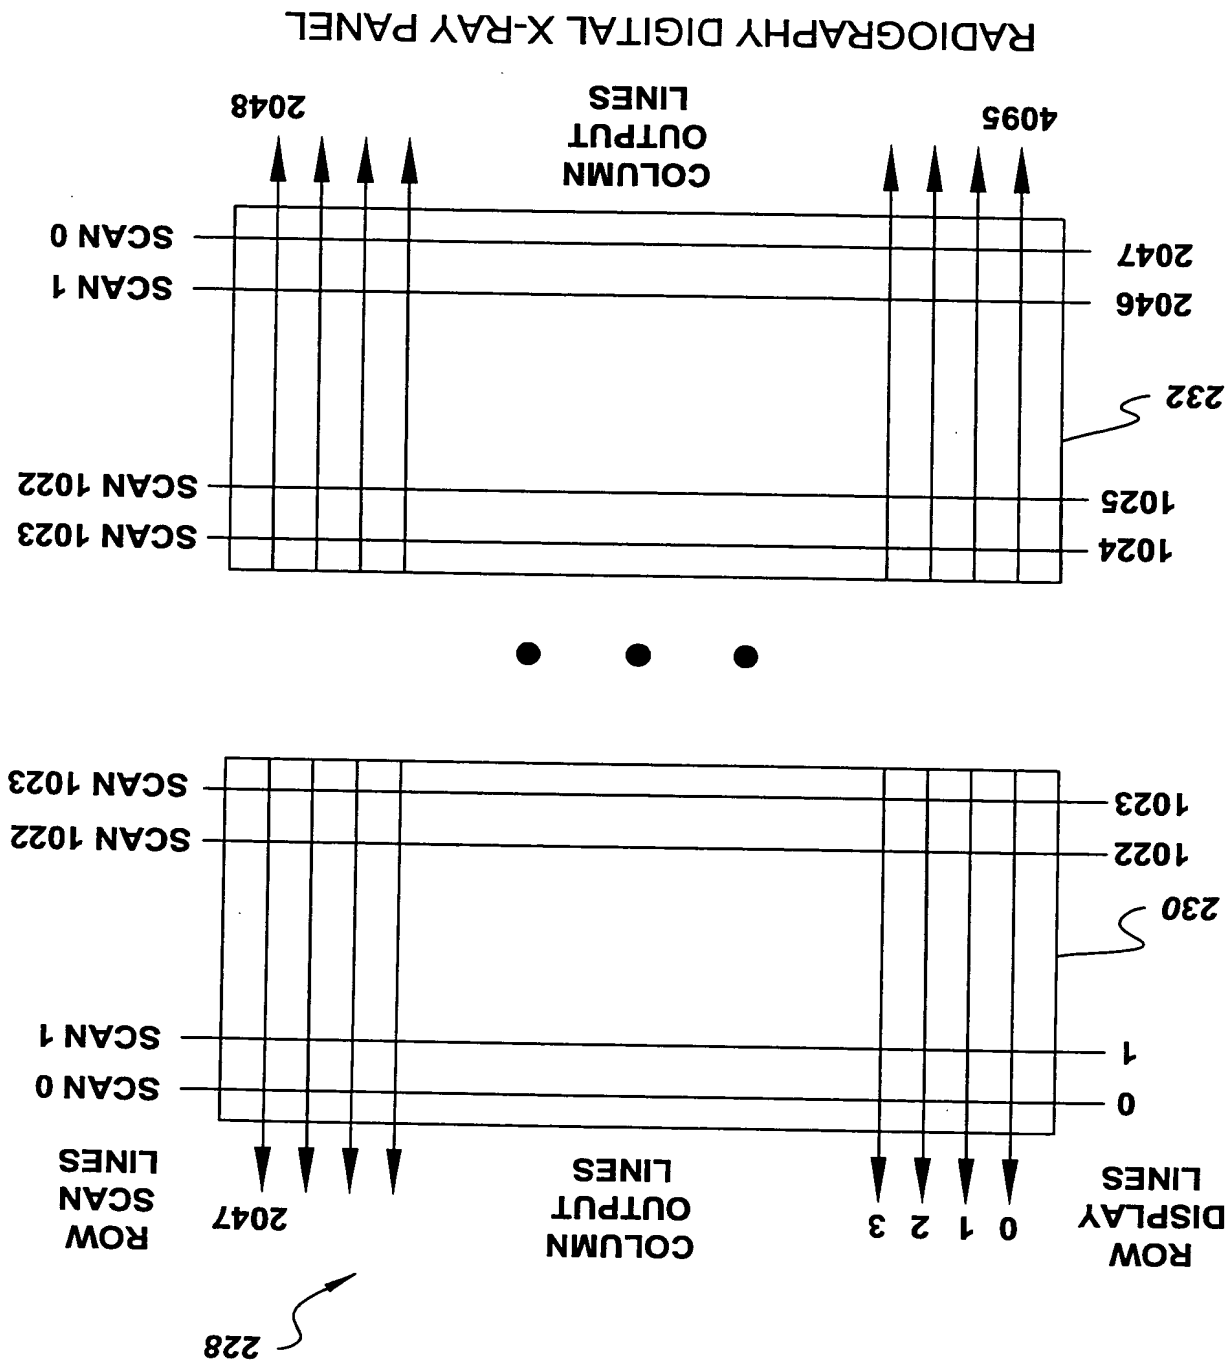 228
ROW
DISPLAY
LINES
0 1 2 3
COLUMN
OUTPUT
LINES
2047
ROW
SCAN
LINES
0
SCAN 0
1
SCAN 1
230
1022
SCAN 1022
1023
SCAN 1023
1024
SCAN 1023
1025
SCAN 1022
232
2046
SCAN 1
2047
SCAN 0
4095
COLUMN
OUTPUT
LINES
2048
RADIOGRAPHY DIGITAL X-RAY PANEL